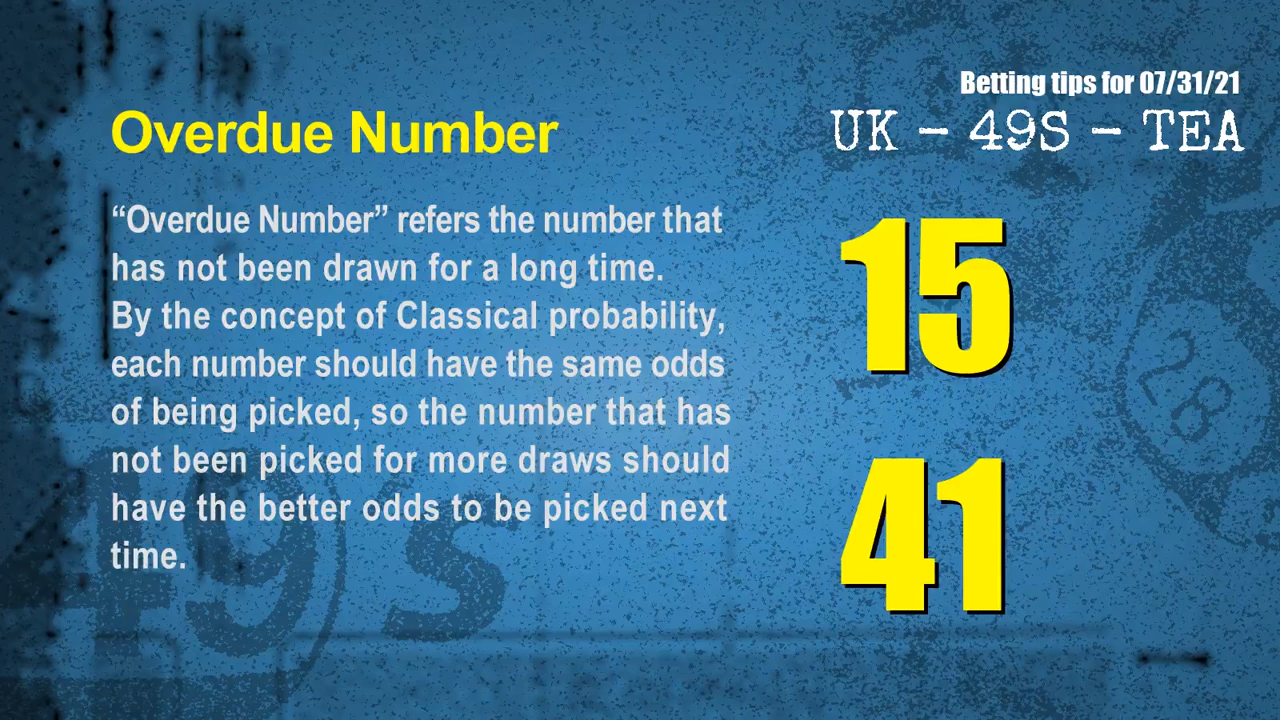 Betting tips for 07/31/21
UK - 49S - TEA
Overdue Number
“Overdue Number” refers the number that
has not been drawn for a long time.
By the concept of Classical probability,
each number should have the same odds
of being picked, so the number that has
not been picked for more draws should
have the better odds to be picked next
time.
15
41
49s
28